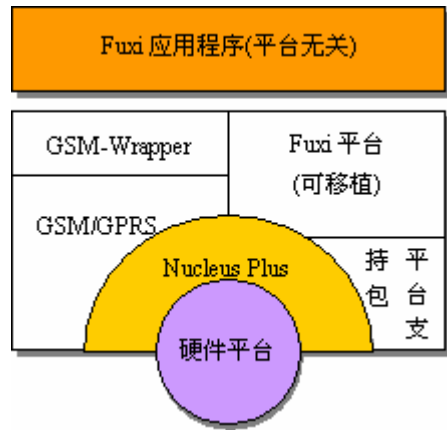 Fuxi 应用程序(平台无关)
GSM-Wrapper
Fuxi 平台
(可移植)
GSM/GPRS
Nucleus Plus
平台支
持包
硬件平台